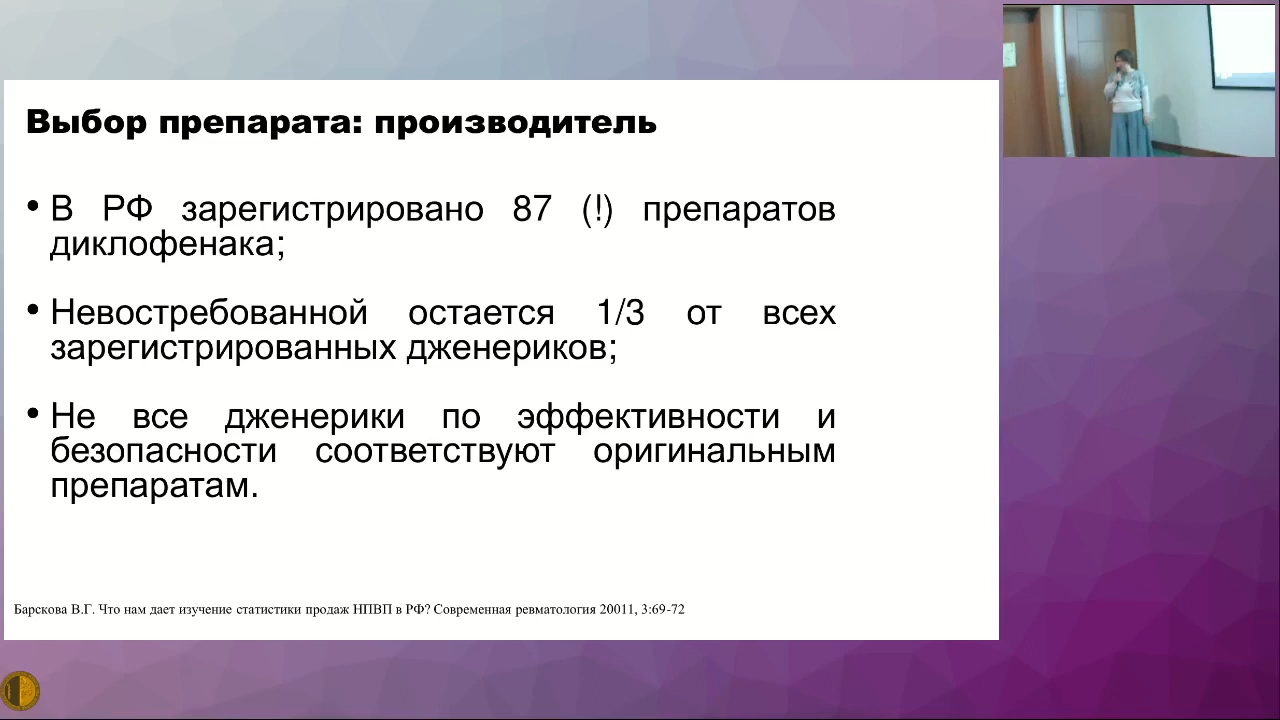 Выбор препарата: производитель
• В РФ зарегистрировано 87 (!) препаратов
диклофенака;
• Невостребованной остается 1/3 от всех
зарегистрированных дженериков;
• Не все дженерики по эффективности и
безопасности соответствуют оригинальным
препаратам.
Барскова В.Г. Что нам дает изучение статистики продаж НПВП в РФ? Современная ревматология 20011, 3:69-72